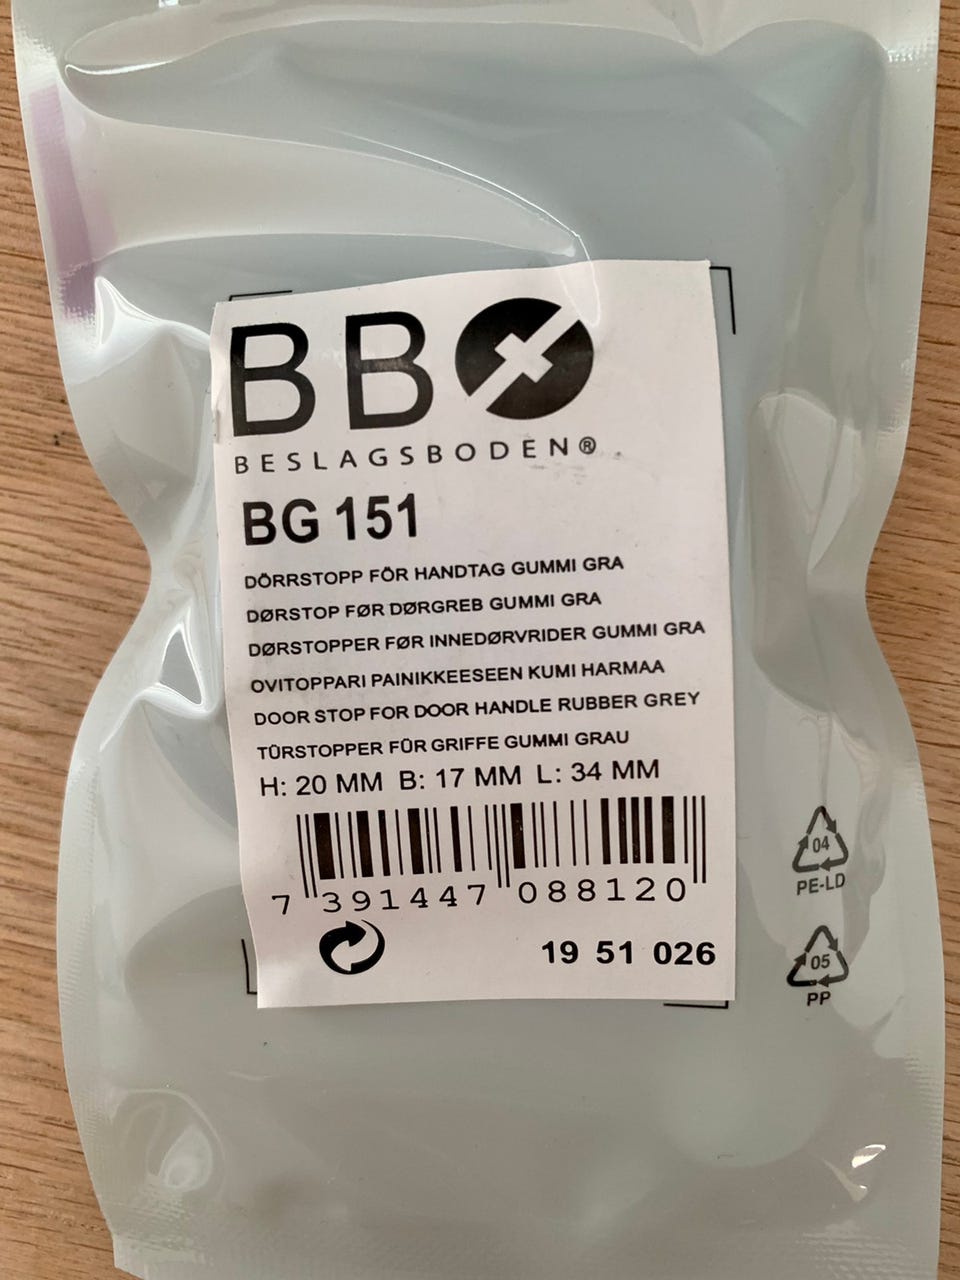 BB
BESLAGSBODEN®
BG 151
DÖRRSTOPP FÖR HANDTAG GUMMI GRA
DØRSTOP FØR DØRGREB GUMMI GRA
DØRSTOPPER FØR INNEDØRVRIDER GUMMI GRA
OVITOPPARI PAINIKKEESEEN KUMI HARMAA
DOOR STOP FOR DOOR HANDLE RUBBER GREY
TÜRSTOPPER FÜR GRIFFE GUMMI GRAU
H: 20 MM B: 17 MM L: 34 MM
7 391447 088120
19 51 026
04
PE-LD
05
PP